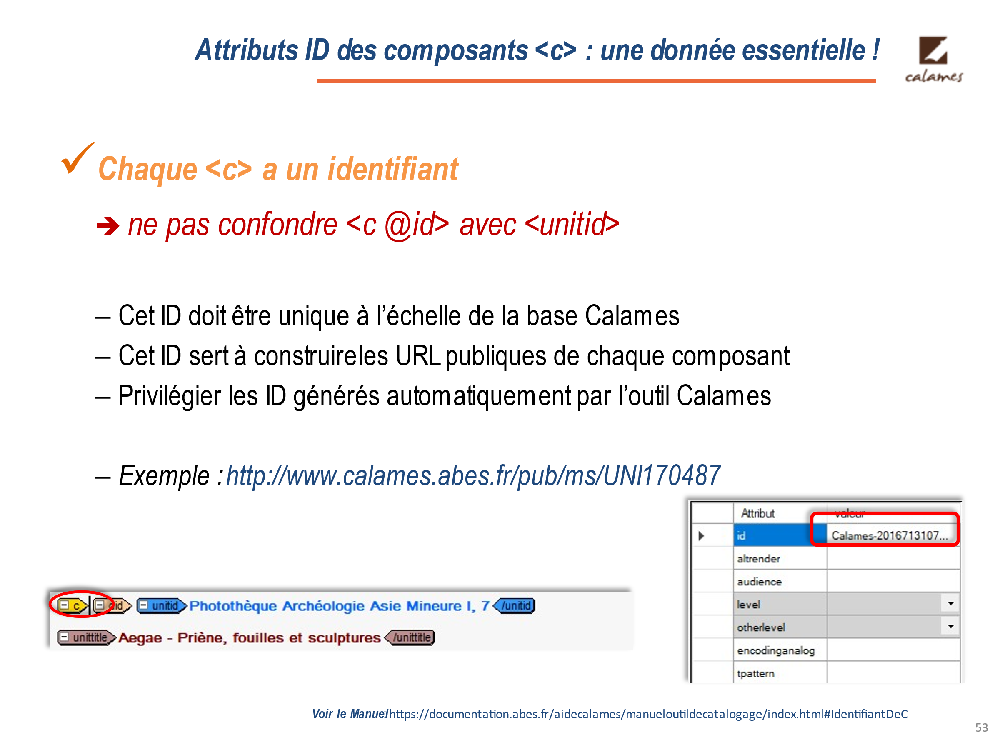 Attributs ID des composants <c> : une donnée essentielle !
calames
Chaque <c> a un identifiant
ne pas confondre <c @id> avec <unitid>
– Cet ID doit être unique à l’échelle de la base Calames
– Cet ID sert à construire les URL publiques de chaque composant
– Privilégier les ID générés automatiquement par l’outil Calames
– Exemple : http://www.calames.abes.fr/pub/ms/UNI170487
Attribut valeur
id Calames-2016713107...
altrender
audience
level
otherlevel
encodinganalog
tpattern
c did unitid Photothèque Archéologie Asie Mineure I, 7 /unitid
unittitle Aegae - Priène, fouilles et sculptures /unittitle
Voir le Manuel : https://documentation.abes.fr/aidecalames/manueloutildecatalogage/index.html#IdentifiantDeC
53